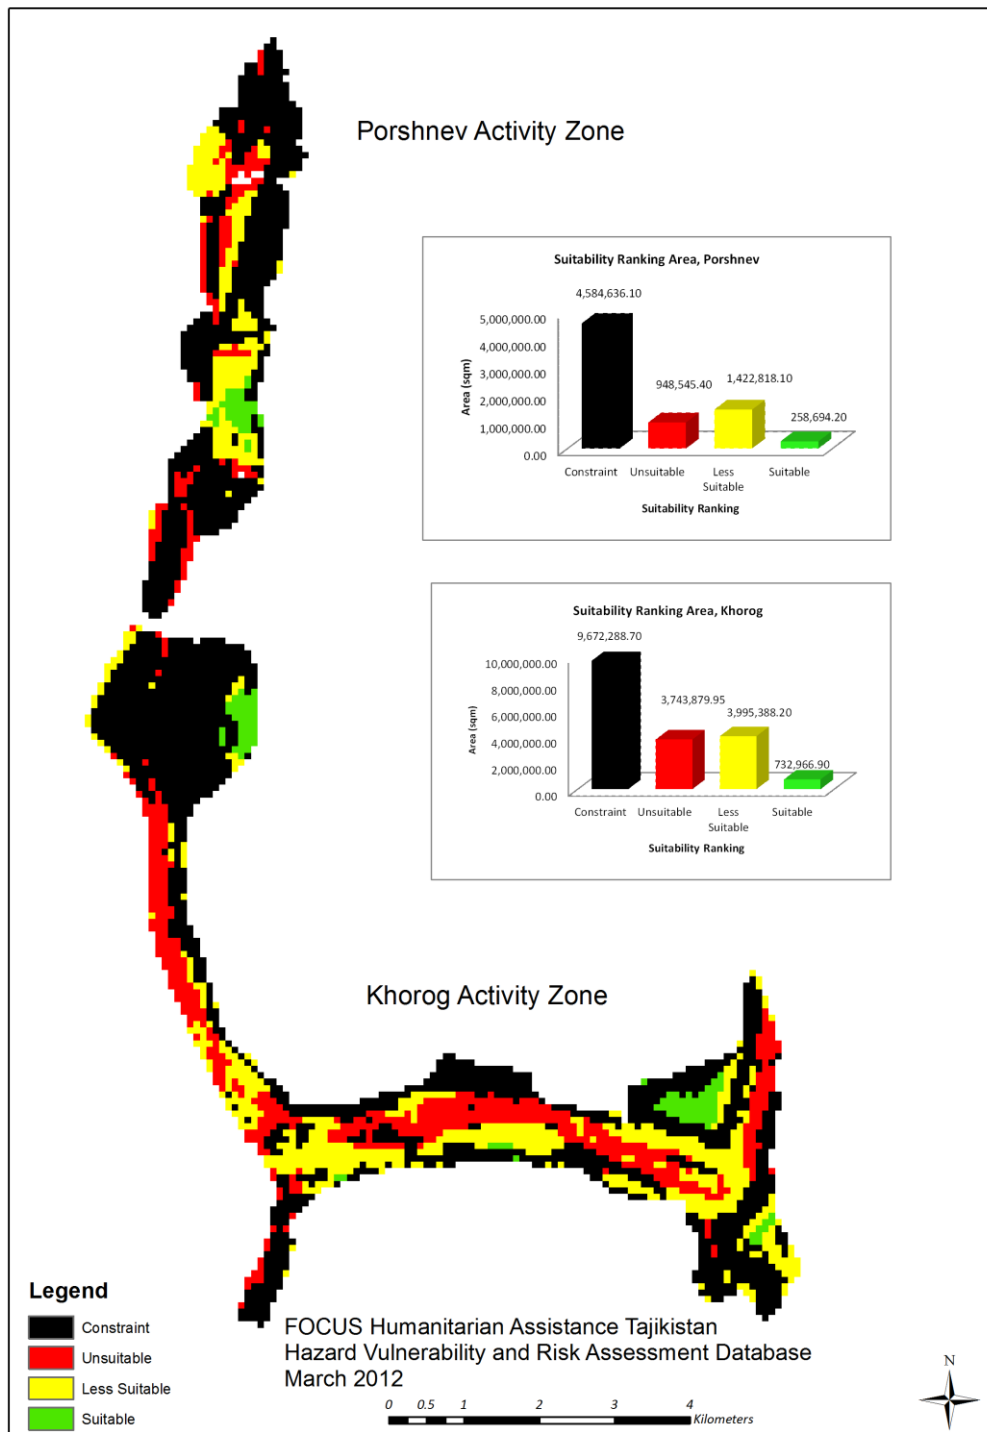 Porshnev Activity Zone
Suitability Ranking Area, Porshnev
4,584,636.10
5,000,000.00
4,000,000.00
3,000,000.00
2,000,000.00
1,000,000.00
0.00
Area (sqm)
948,545.40
1,422,818.10
258,694.20
Constraint
Unsuitable
Less
Suitable
Suitable
Suitability Ranking
Suitability Ranking Area, Khorog
9,672,288.70
10,000,000.00
8,000,000.00
6,000,000.00
4,000,000.00
2,000,000.00
0.00
Area (sqm)
3,743,879.95
3,995,388.20
732,966.90
Constraint
Unsuitable
Less
Suitable
Suitable
Suitability Ranking
Khorog Activity Zone
Legend
Constraint
Unsuitable
Less Suitable
Suitable
FOCUS Humanitarian Assistance Tajikistan
Hazard Vulnerability and Risk Assessment Database
March 2012
0 0.5 1 2 3 4
Kilometers
N